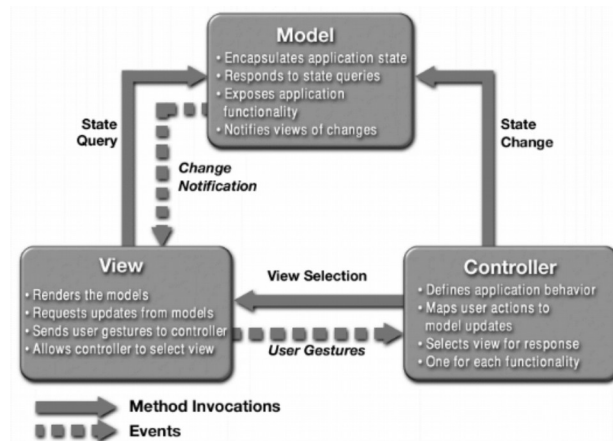 Model
• Encapsulates application state
• Responds to state queries
• Exposes application
functionality
• Notifies views of changes
State
Query
Change
Notification
State
Change
View
• Renders the models
• Requests updates from models
• Sends user gestures to controller
• Allows controller to select view
View Selection
User Gestures
Controller
• Defines application behavior
• Maps user actions to
model updates
• Selects view for response
• One for each functionality
Method Invocations
Events